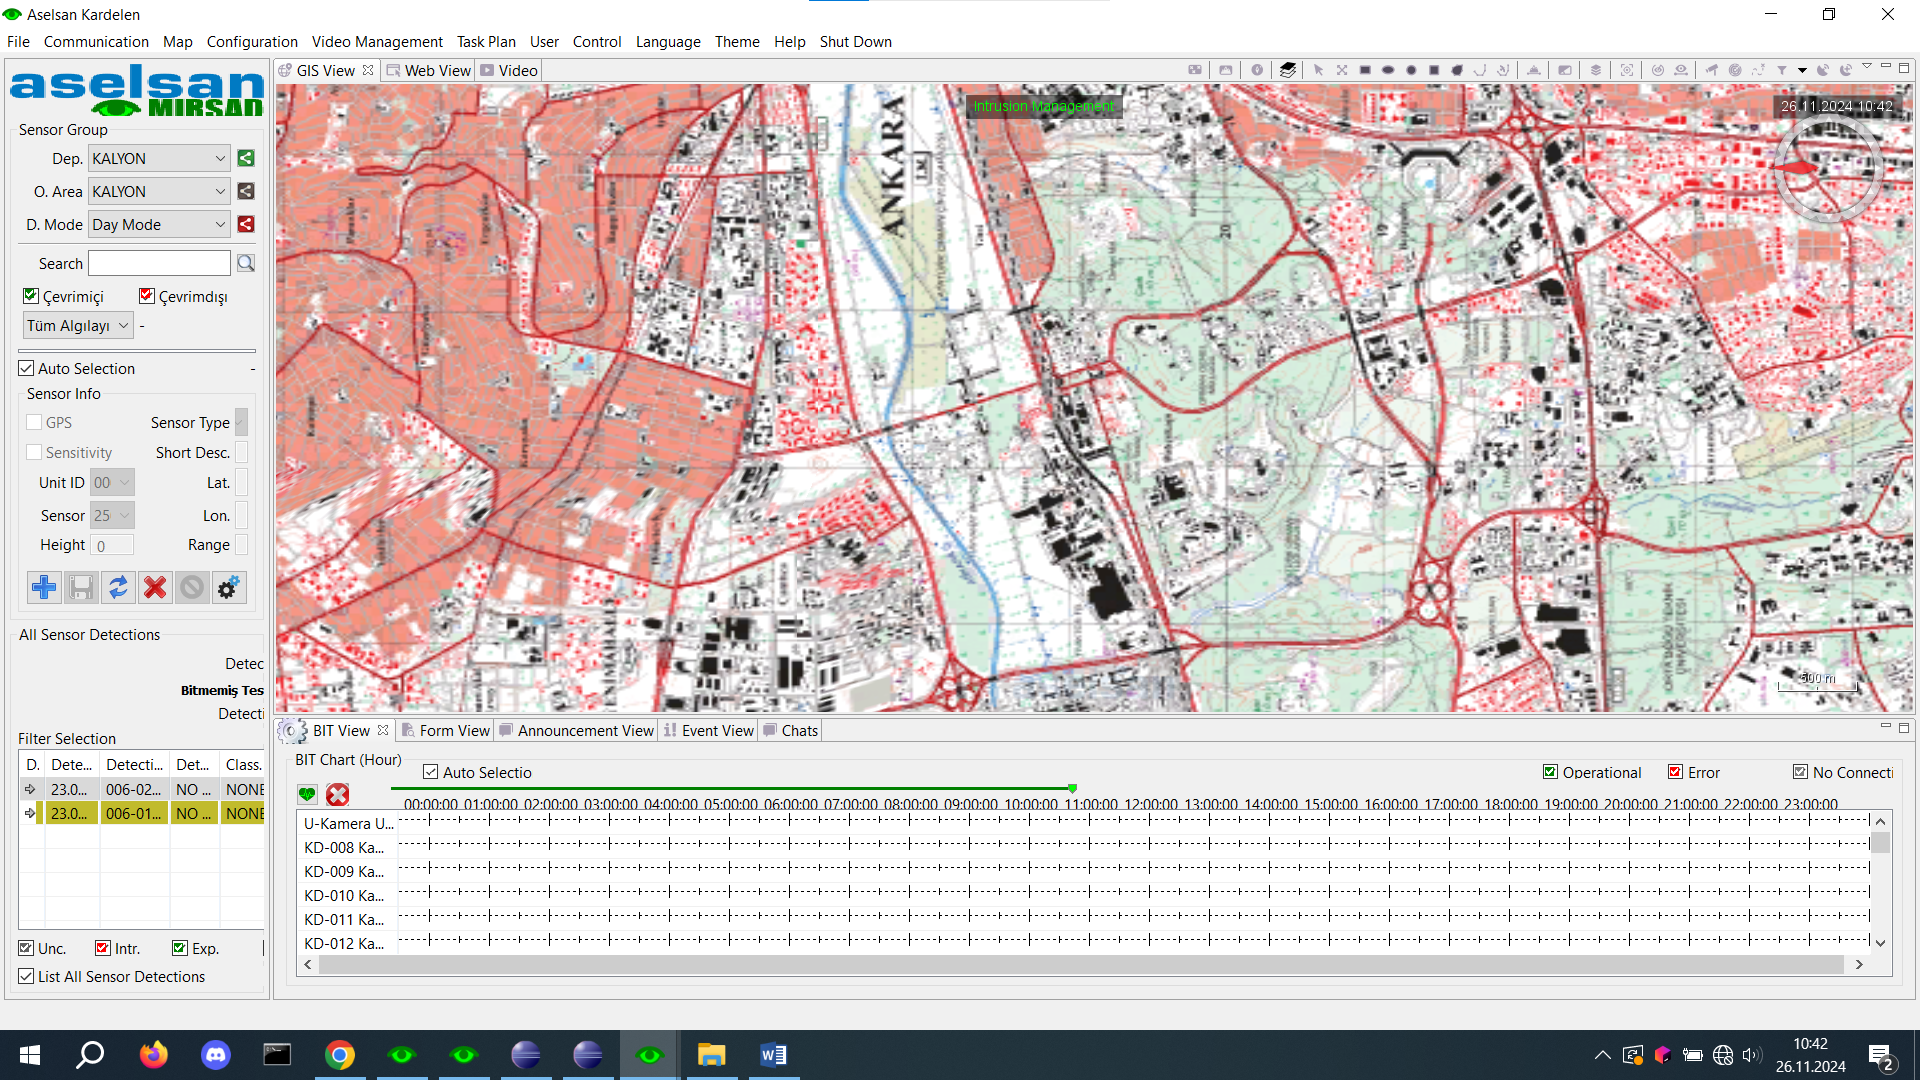 Aselsan Kardelen
File Communication Map Configuration Video Management Task Plan User Control Language Theme Help Shut Down
aselsan
MIRSAD
Sensor Group
Dep. KALYON
O. Area KALYON
D. Mode Day Mode
Search
Çevrimiçi Çevrimdışı
Tüm Algılayı -
Auto Selection -
Sensor Info
GPS Sensor Type
Sensitivity Short Desc.
Unit ID 00 Lat.
Sensor 25 Lon.
Height 0 Range
All Sensor Detections
Detec
Bitmemiş Tes
Detecti
Filter Selection
D. Dete... Detecti... Det... Class.
23.0... 006-02... NO ... NONE
23.0... 006-01... NO ... NONE
Unc. Intr. Exp.
List All Sensor Detections
GIS View Web View Video
Intrusion Management
26.11.2024 10:42
ANKARA
20
19
YENİMAHALLE
500 m
BIT View Form View Announcement View Event View Chats
BIT Chart (Hour)
Auto Selectio Operational Error No Connecti
00:00:00 01:00:00 02:00:00 03:00:00 04:00:00 05:00:00 06:00:00 07:00:00 08:00:00 09:00:00 10:00:00 11:00:00 12:00:00 13:00:00 14:00:00 15:00:00 16:00:00 17:00:00 18:00:00 19:00:00 20:00:00 21:00:00 22:00:00 23:00:00
U-Kamera U...
KD-008 Ka...
KD-009 Ka...
KD-010 Ka...
KD-011 Ka...
KD-012 Ka...
10:42
26.11.2024
2